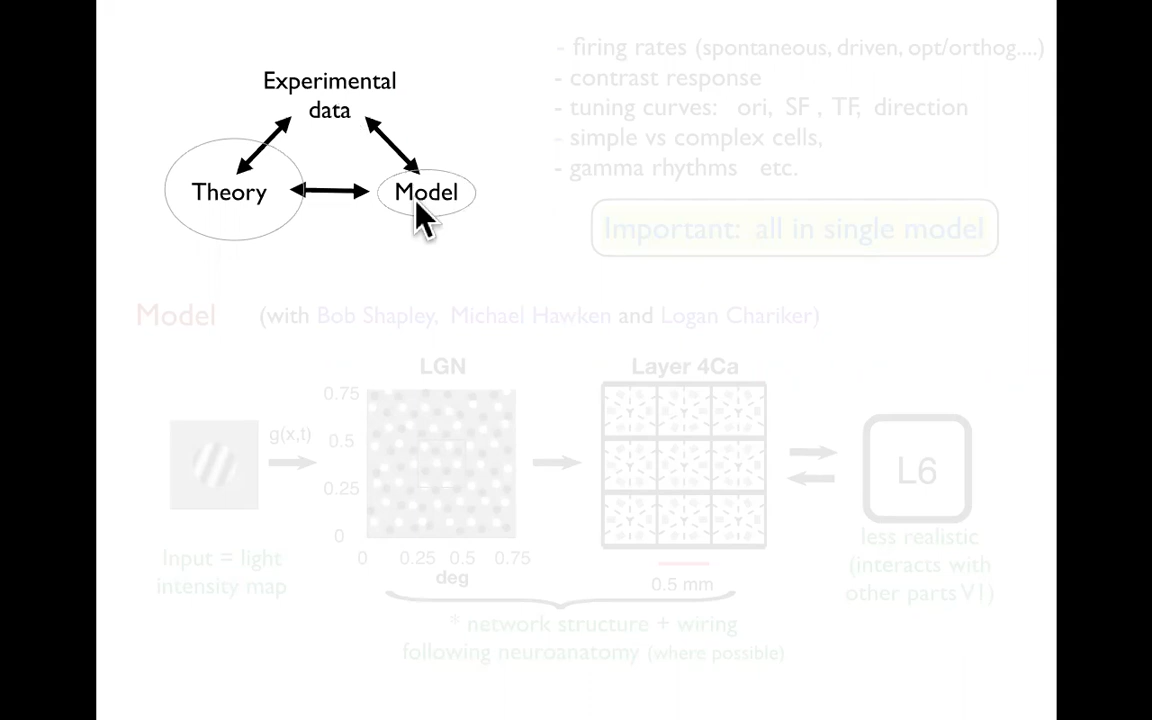 Experimental
data
Theory
Model
- firing rates (spontaneous, driven, opt/orthog....)
- contrast response
- tuning curves: ori, SF , TF, direction
- simple vs complex cells,
- gamma rhythms etc.
Important: all in single model
Model (with Bob Shapley, Michael Hawken and Logan Chariker)
LGN
Layer 4Ca
0.75
0.5
0.25
0
g(x,t)
L6
0 0.25 0.5 0.75
deg
0.5 mm
Input = light
intensity map
less realistic
(interacts with
other parts V1)
* network structure + wiring
following neuroanatomy (where possible)